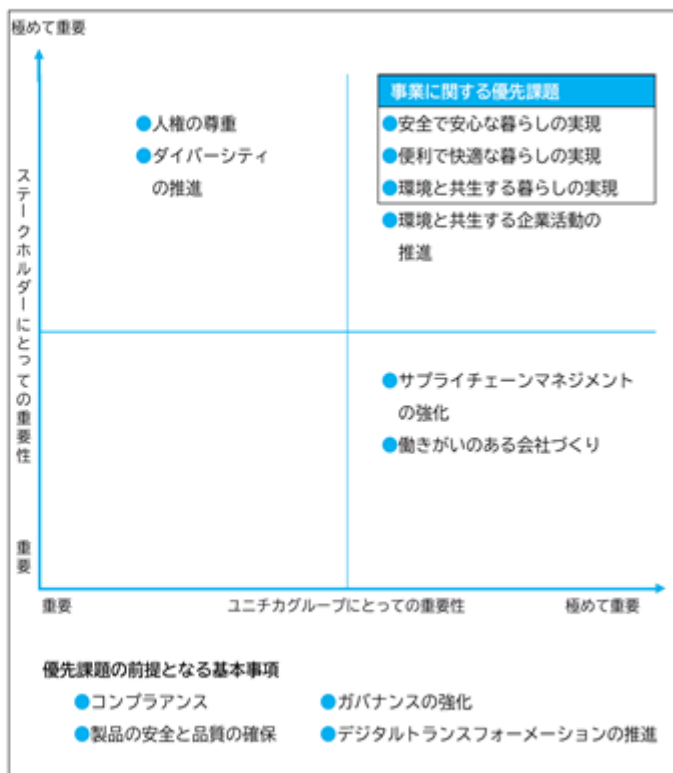 極めて重要
事業に関する優先課題
●人権の尊重
●ダイバーシティ
の推進
●安全で安心な暮らしの実現
●便利で快適な暮らしの実現
●環境と共生する暮らしの実現
●環境と共生する企業活動の
推進
ステークホルダーにとっての重要性
●サプライチェーンマネジメント
の強化
●働きがいのある会社づくり
重要
重要
ユニチカグループにとっての重要性
極めて重要
優先課題の前提となる基本事項
●コンプラアンス
●ガバナンスの強化
●製品の安全と品質の確保
●デジタルトランスフォーメーションの推進